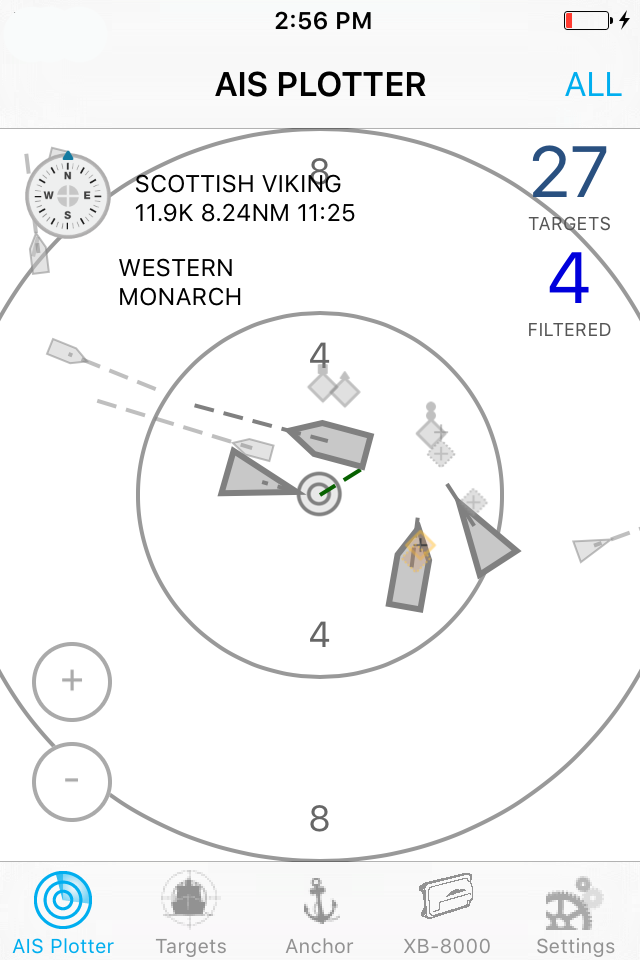 2:56 PM
AIS PLOTTER
ALL
8
N
W E
S
SCOTTISH VIKING
11.9K 8.24NM 11:25
27
TARGETS
WESTERN
MONARCH
4
FILTERED
4
4
+
-
8
AIS Plotter
Targets
Anchor
XB-8000
Settings